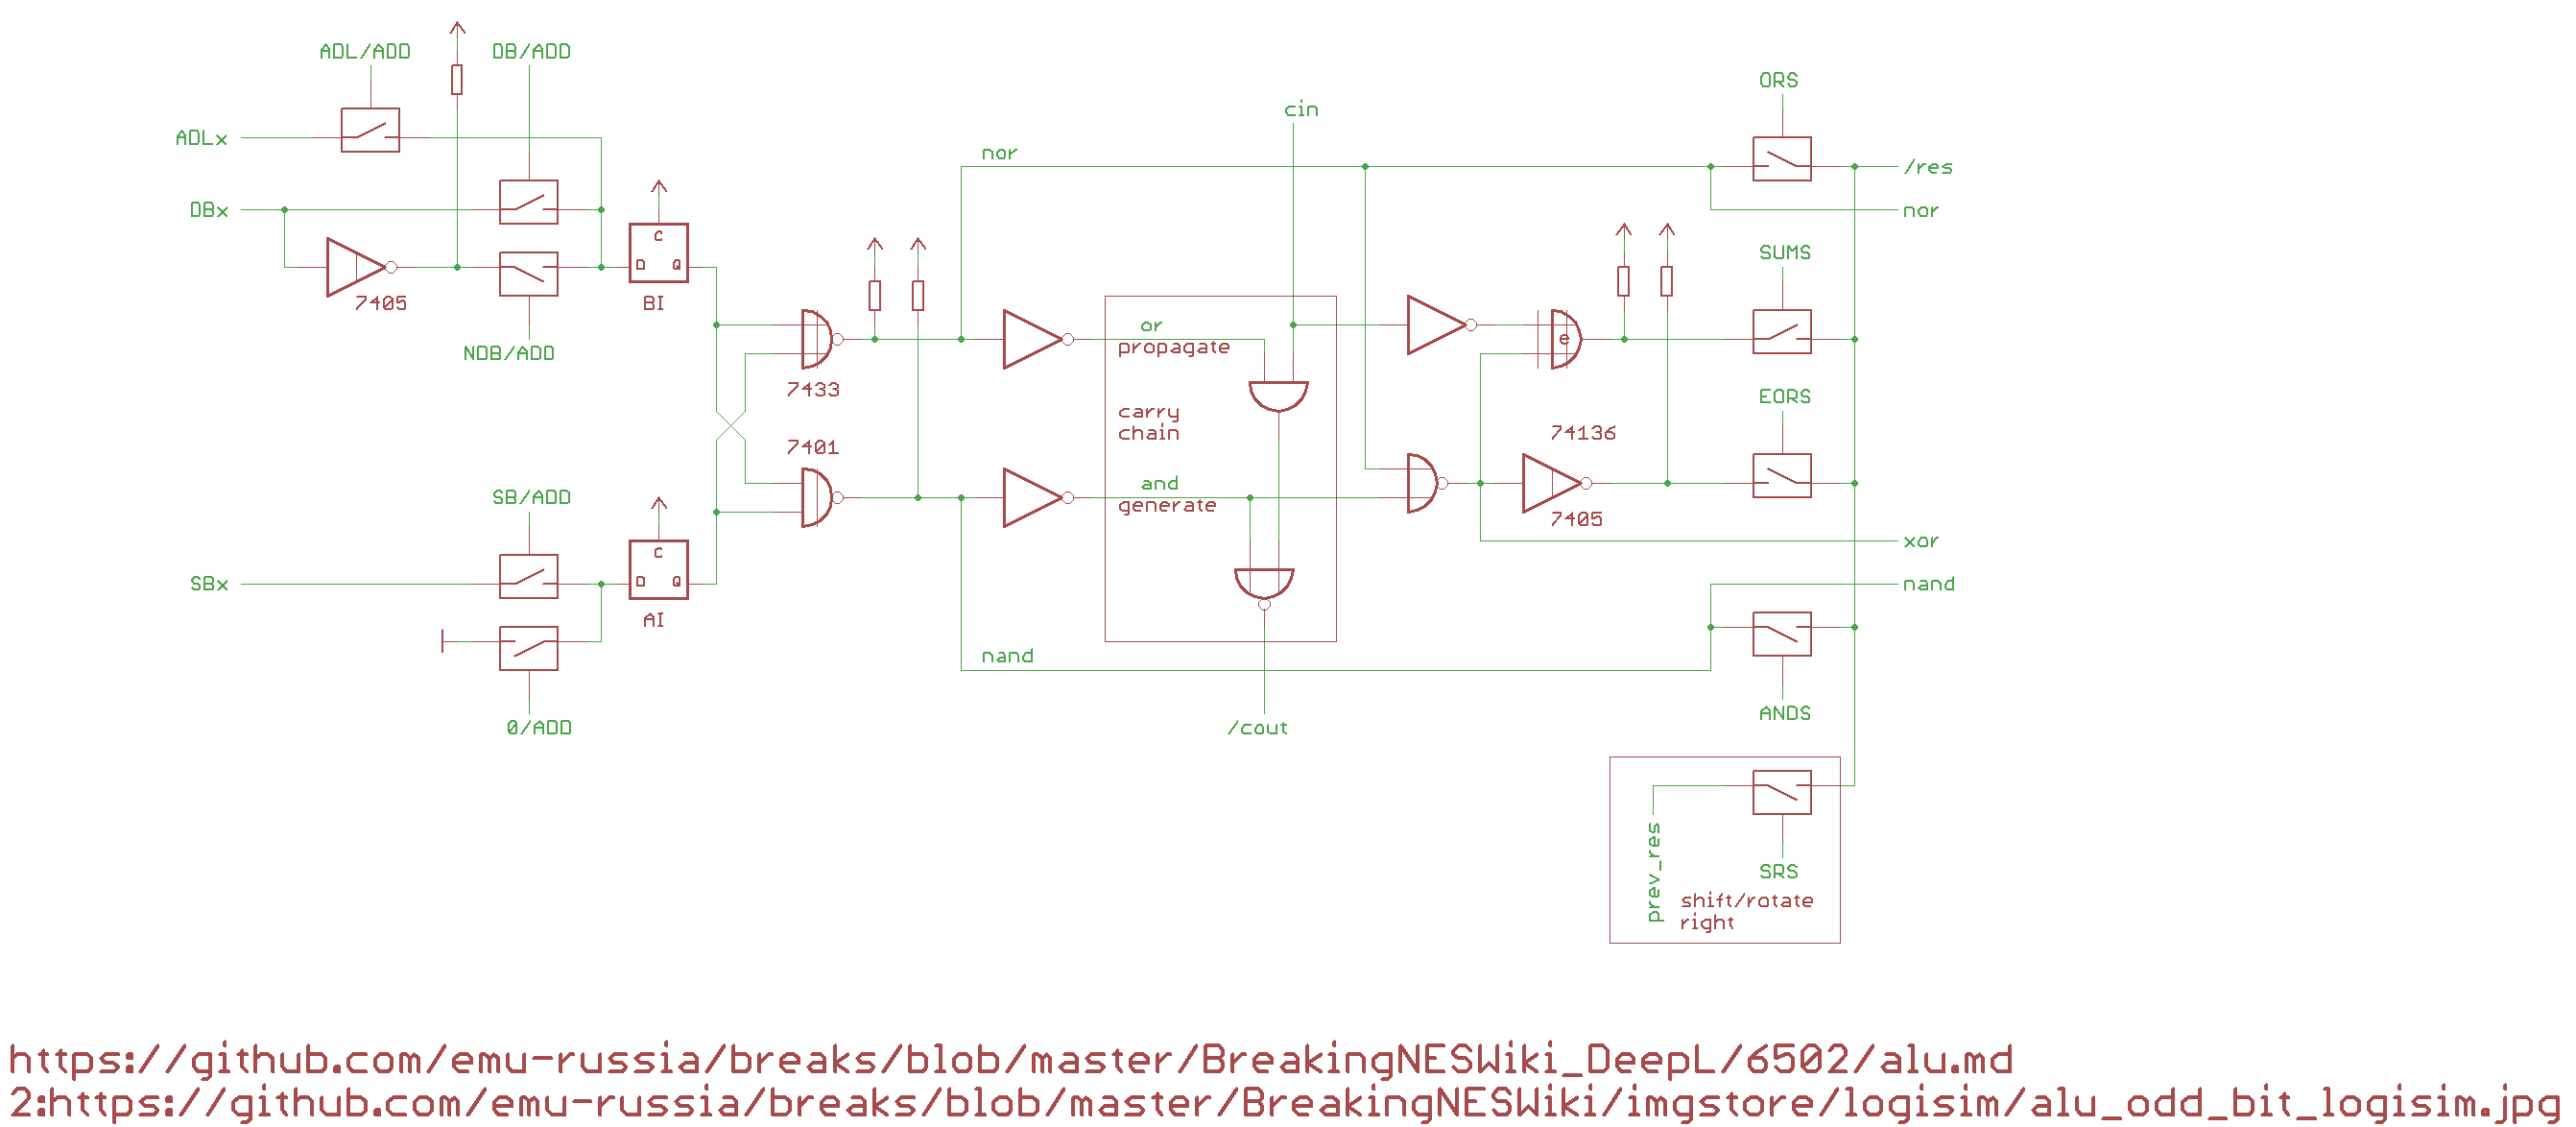 ADL/ADD
DB/ADD
ORS
cin
ADLx
nor
/res
DBx
nor
C
D Q
SUMS
7405
BI
or
propagate
e
NDB/ADD
7433
EORS
carry
chain
7401
74136
and
generate
SB/ADD
7405
xor
C
D Q
SBx
nand
AI
nand
0/ADD
/cout
ANDS
prev_res
SRS
shift/rotate
right
https://github.com/emu-russia/breaks/blob/master/BreakingNESWiki_DeepL/6502/alu.md
2:https://github.com/emu-russia/breaks/blob/master/BreakingNESWiki/imgstore/logisim/alu_odd_bit_logisim.jpg